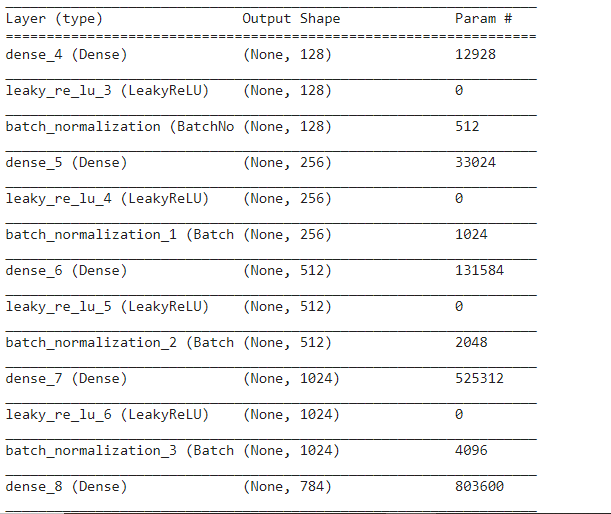 Layer (type) Output Shape Param #
=================================================================
dense_4 (Dense) (None, 128) 12928
leaky_re_lu_3 (LeakyReLU) (None, 128) 0
batch_normalization (BatchNo (None, 128) 512
dense_5 (Dense) (None, 256) 33024
leaky_re_lu_4 (LeakyReLU) (None, 256) 0
batch_normalization_1 (Batch (None, 256) 1024
dense_6 (Dense) (None, 512) 131584
leaky_re_lu_5 (LeakyReLU) (None, 512) 0
batch_normalization_2 (Batch (None, 512) 2048
dense_7 (Dense) (None, 1024) 525312
leaky_re_lu_6 (LeakyReLU) (None, 1024) 0
batch_normalization_3 (Batch (None, 1024) 4096
dense_8 (Dense) (None, 784) 803600